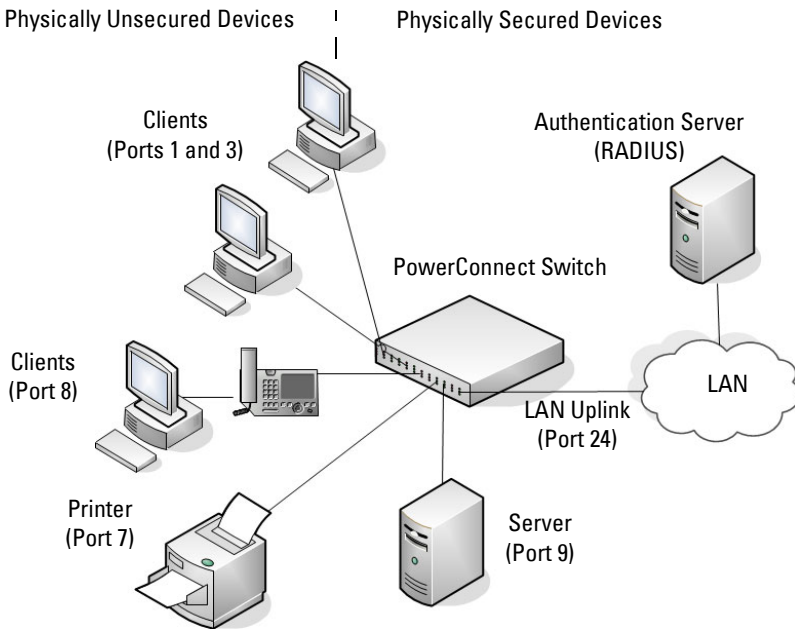 Physically Unsecured Devices
Physically Secured Devices
Clients
(Ports 1 and 3)
Authentication Server
(RADIUS)
PowerConnect Switch
Clients
(Port 8)
LAN
LAN Uplink
(Port 24)
Printer
(Port 7)
Server
(Port 9)